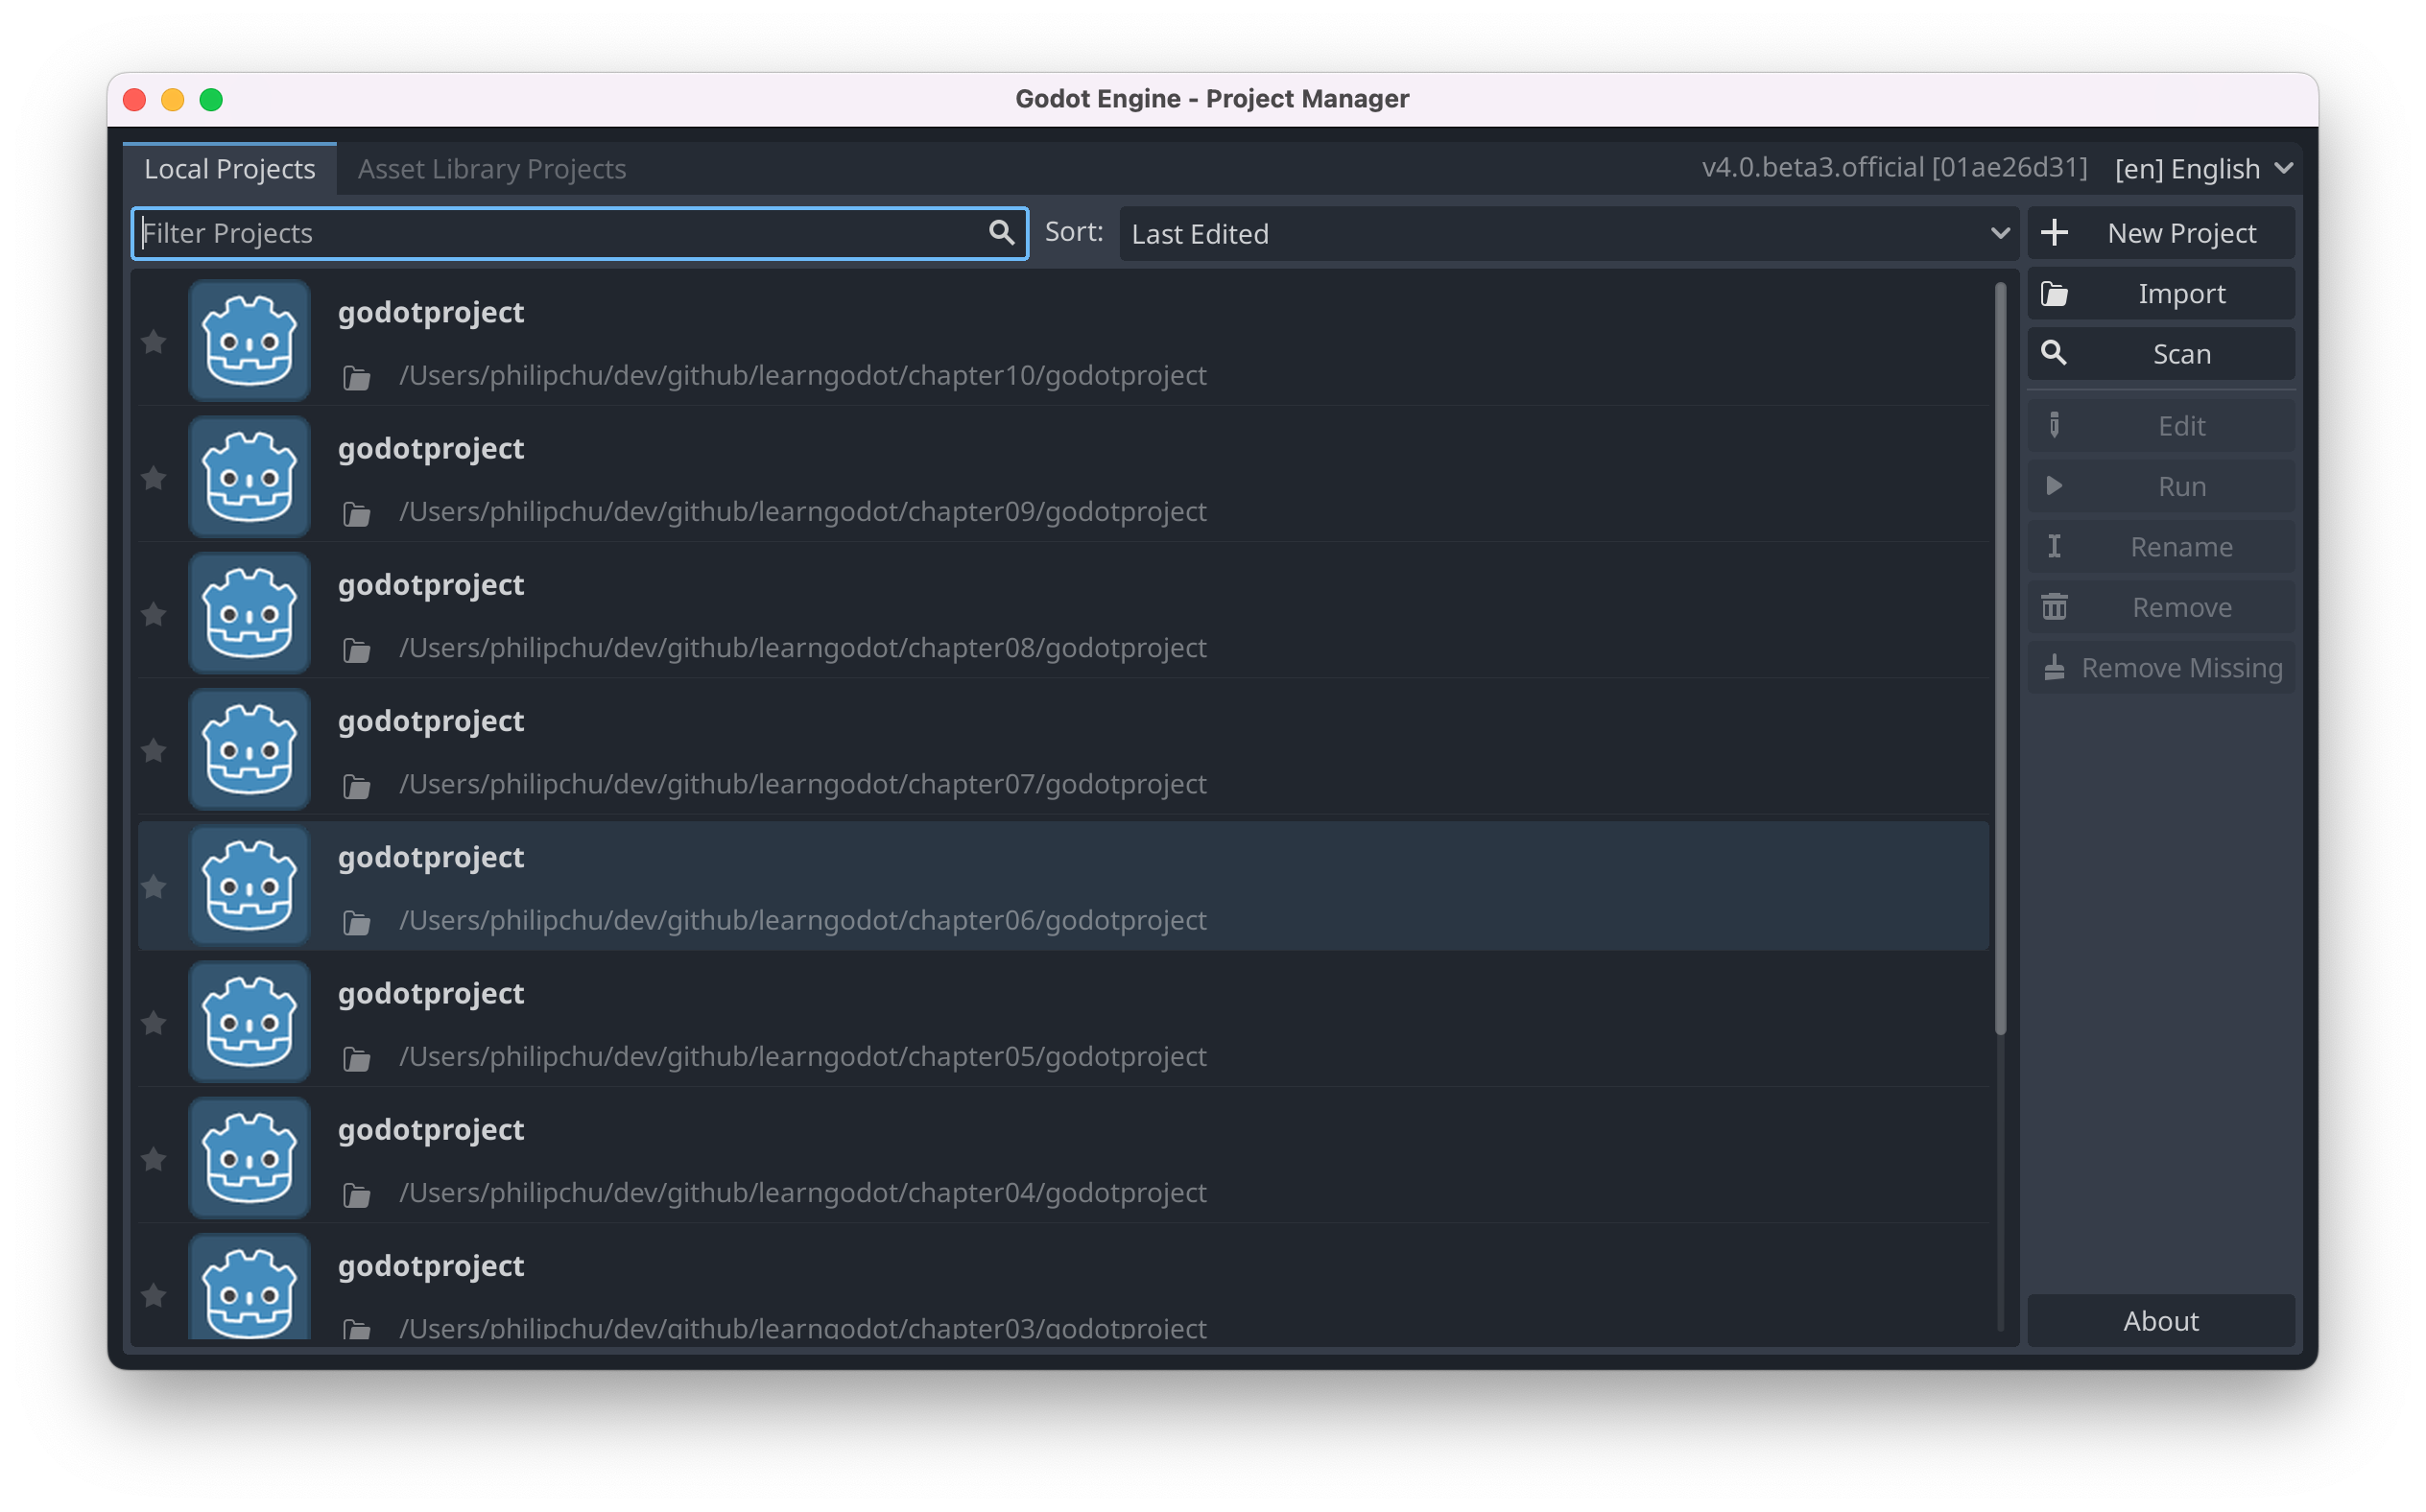 Godot Engine - Project Manager
Local Projects Asset Library Projects v4.0.beta3.official [01ae26d31] [en] English
Filter Projects Sort: Last Edited
New Project
Import
Scan
Edit
Run
Rename
Remove
Remove Missing
About
godotproject
/Users/philipchu/dev/github/learngodot/chapter10/godotproject
godotproject
/Users/philipchu/dev/github/learngodot/chapter09/godotproject
godotproject
/Users/philipchu/dev/github/learngodot/chapter08/godotproject
godotproject
/Users/philipchu/dev/github/learngodot/chapter07/godotproject
godotproject
/Users/philipchu/dev/github/learngodot/chapter06/godotproject
godotproject
/Users/philipchu/dev/github/learngodot/chapter05/godotproject
godotproject
/Users/philipchu/dev/github/learngodot/chapter04/godotproject
godotproject
/Users/philipchu/dev/github/learngodot/chapter03/godotproject